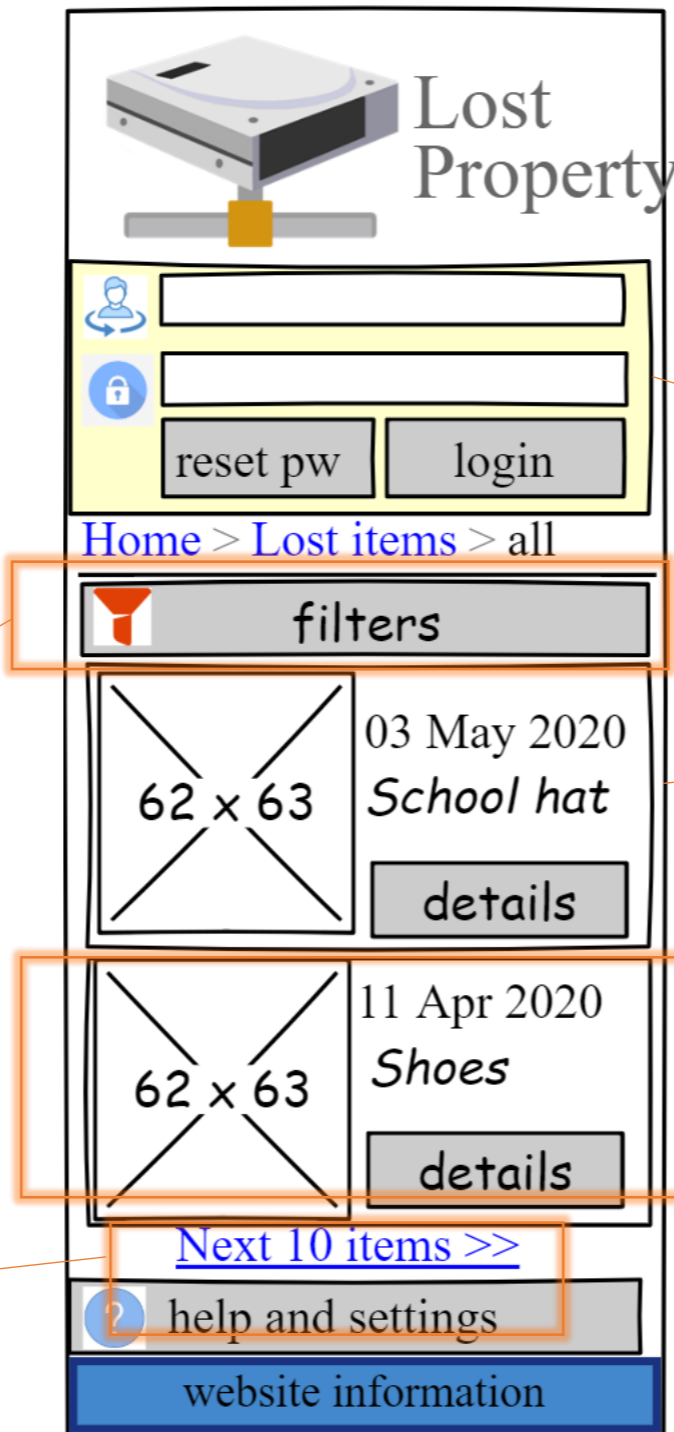 Lost
Property
reset pw
login
Home > Lost items > all
filters
62 x 63
03 May 2020
School hat
details
62 x 63
11 Apr 2020
Shoes
details
Next 10 items >>
? help and settings
website information